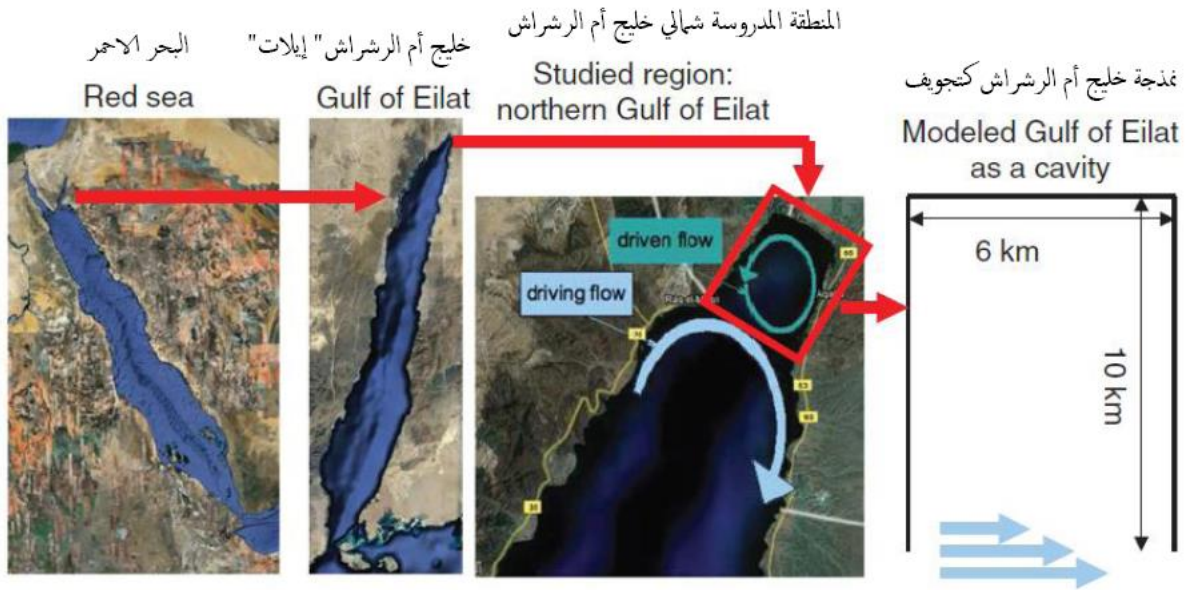 البحر الاحمر
Red sea
خليج أم الرشراش" إيلات"
Gulf of Eilat
المنطقة المدروسة شمالي خليج أم الرشراش
Studied region:
northern Gulf of Eilat
نمذجة خليج أم الرشراش كتجويف
Modeled Gulf of Eilat
as a cavity
driven flow
driving flow
6 km
10 km